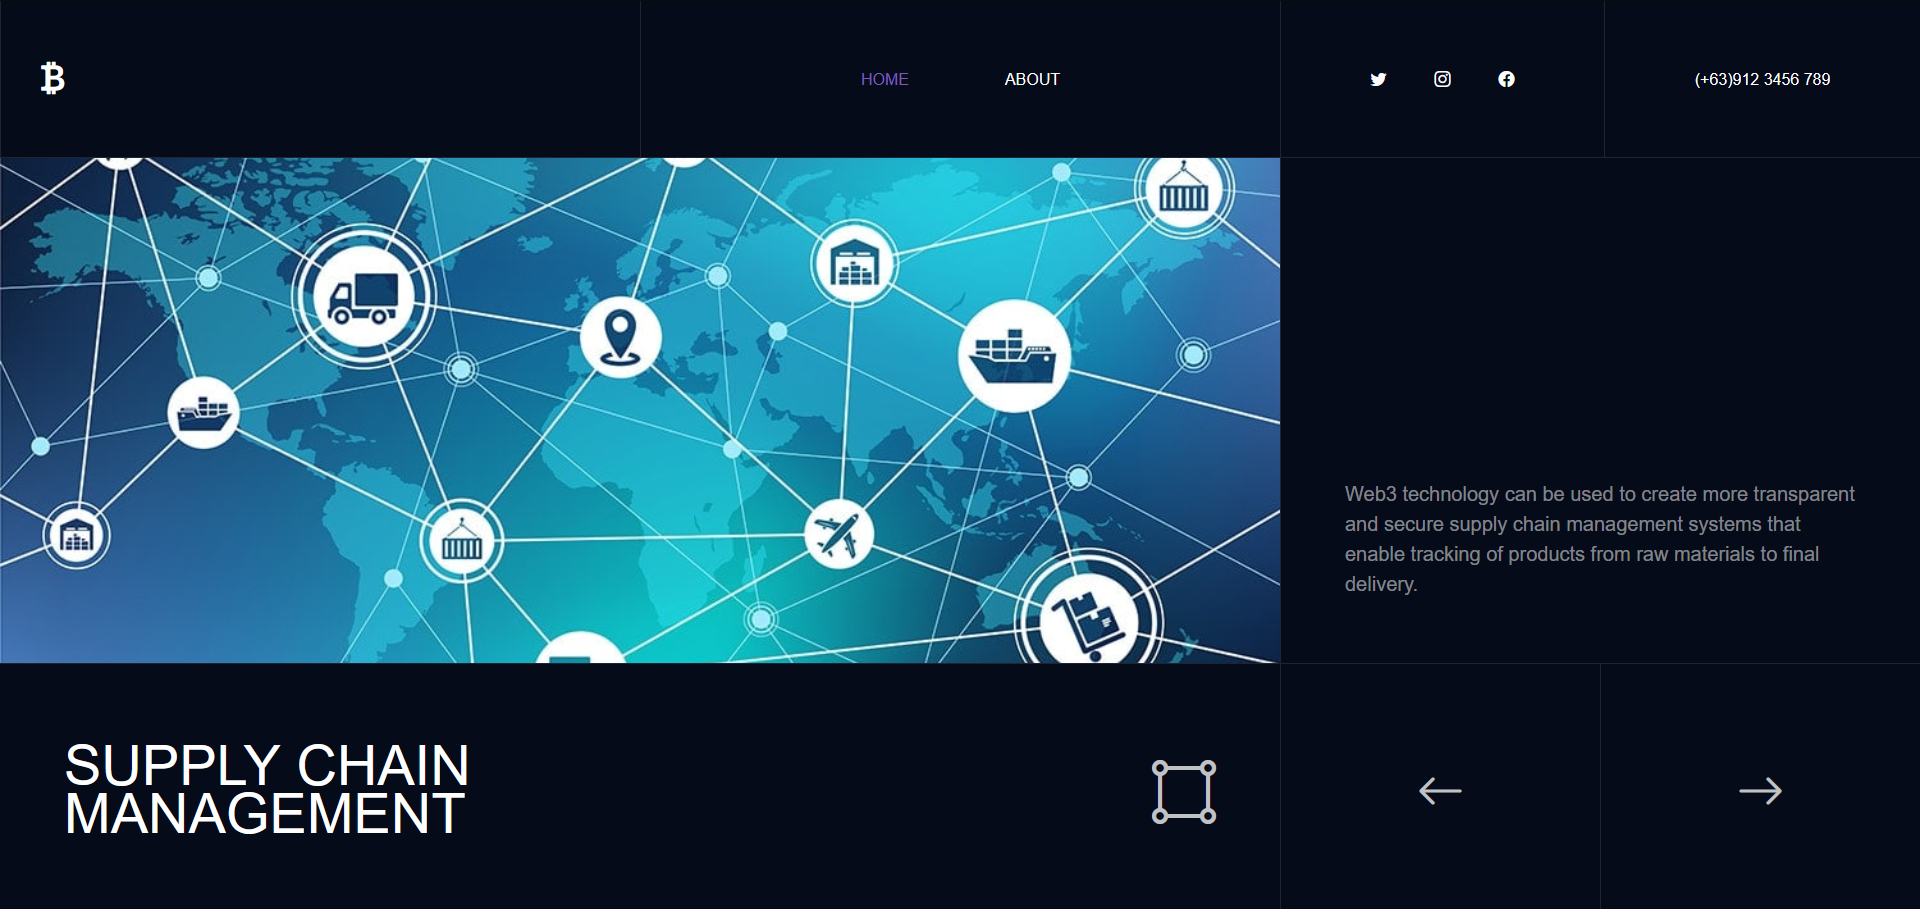 HOME
ABOUT
(+63)912 3456 789
Web3 technology can be used to create more transparent
and secure supply chain management systems that
enable tracking of products from raw materials to final
delivery.
SUPPLY CHAIN
MANAGEMENT